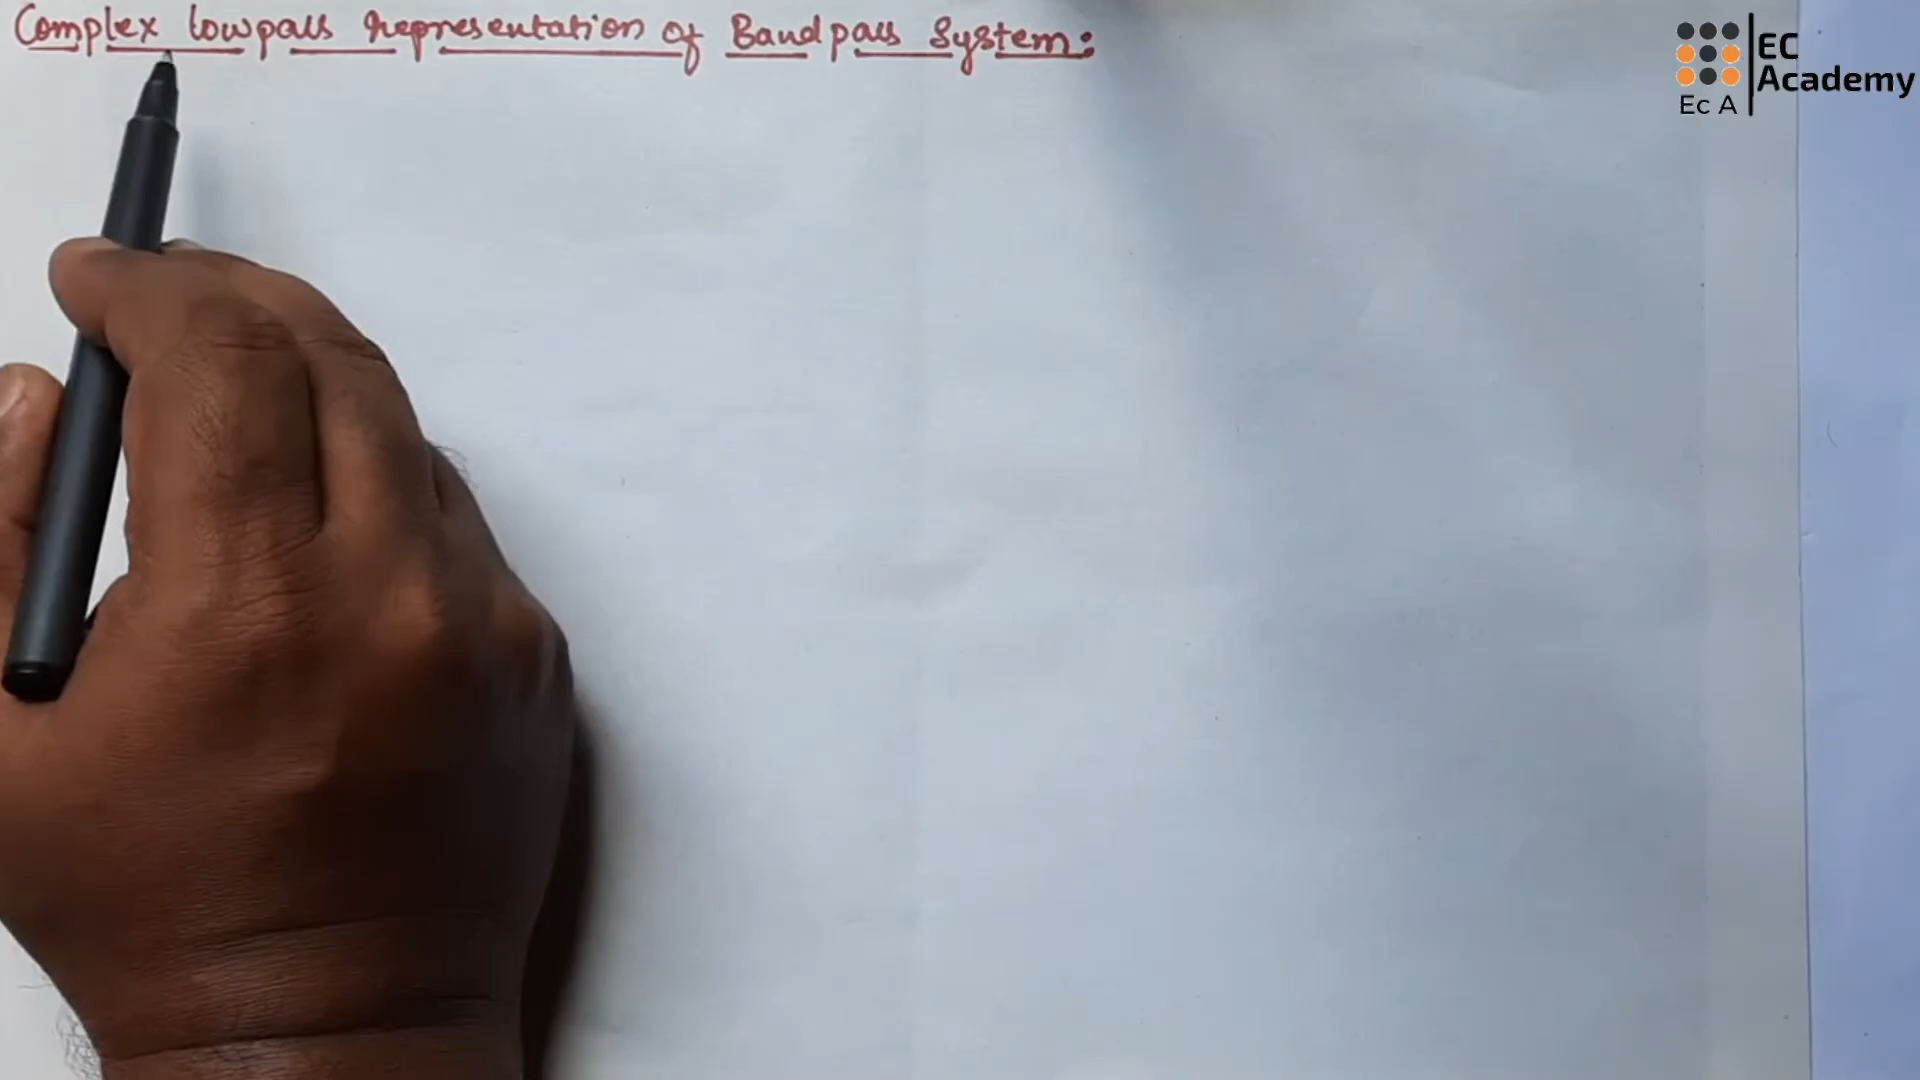 Complex lowpass representation of Bandpass System:
EC
Academy
Ec A